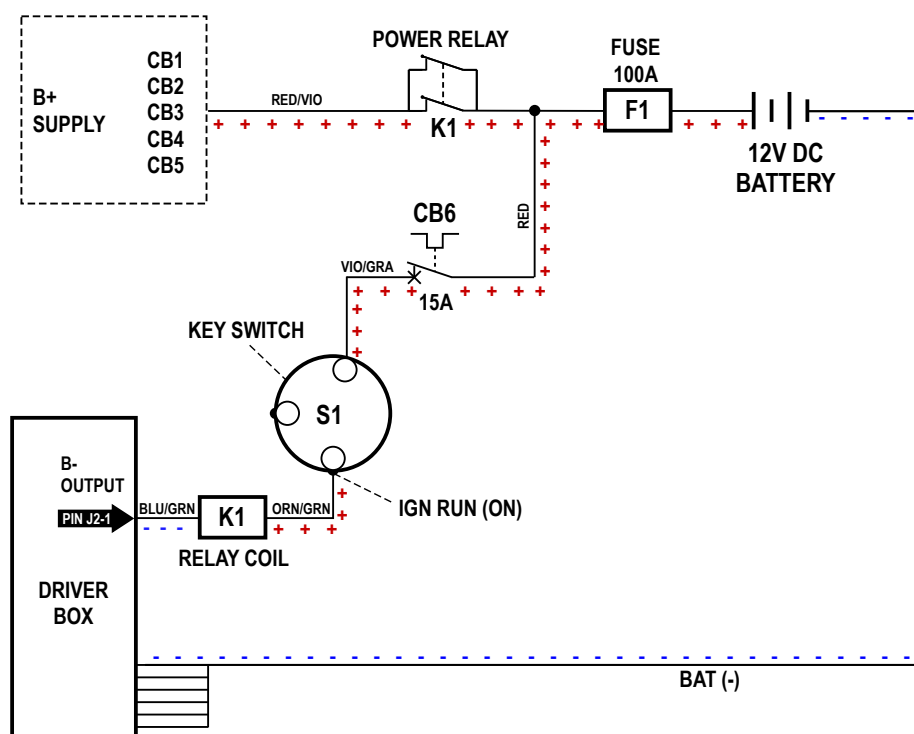 POWER RELAY
FUSE
100A
CB1
CB2
CB3
CB4
CB5
B+
SUPPLY
RED/VIO
K1
F1
12V DC
BATTERY
RED
CB6
VIO/GRA
15A
KEY SWITCH
S1
IGN RUN (ON)
B-
OUTPUT
PIN J2-1
BLU/GRN
K1
ORN/GRN
RELAY COIL
DRIVER
BOX
BAT (-)